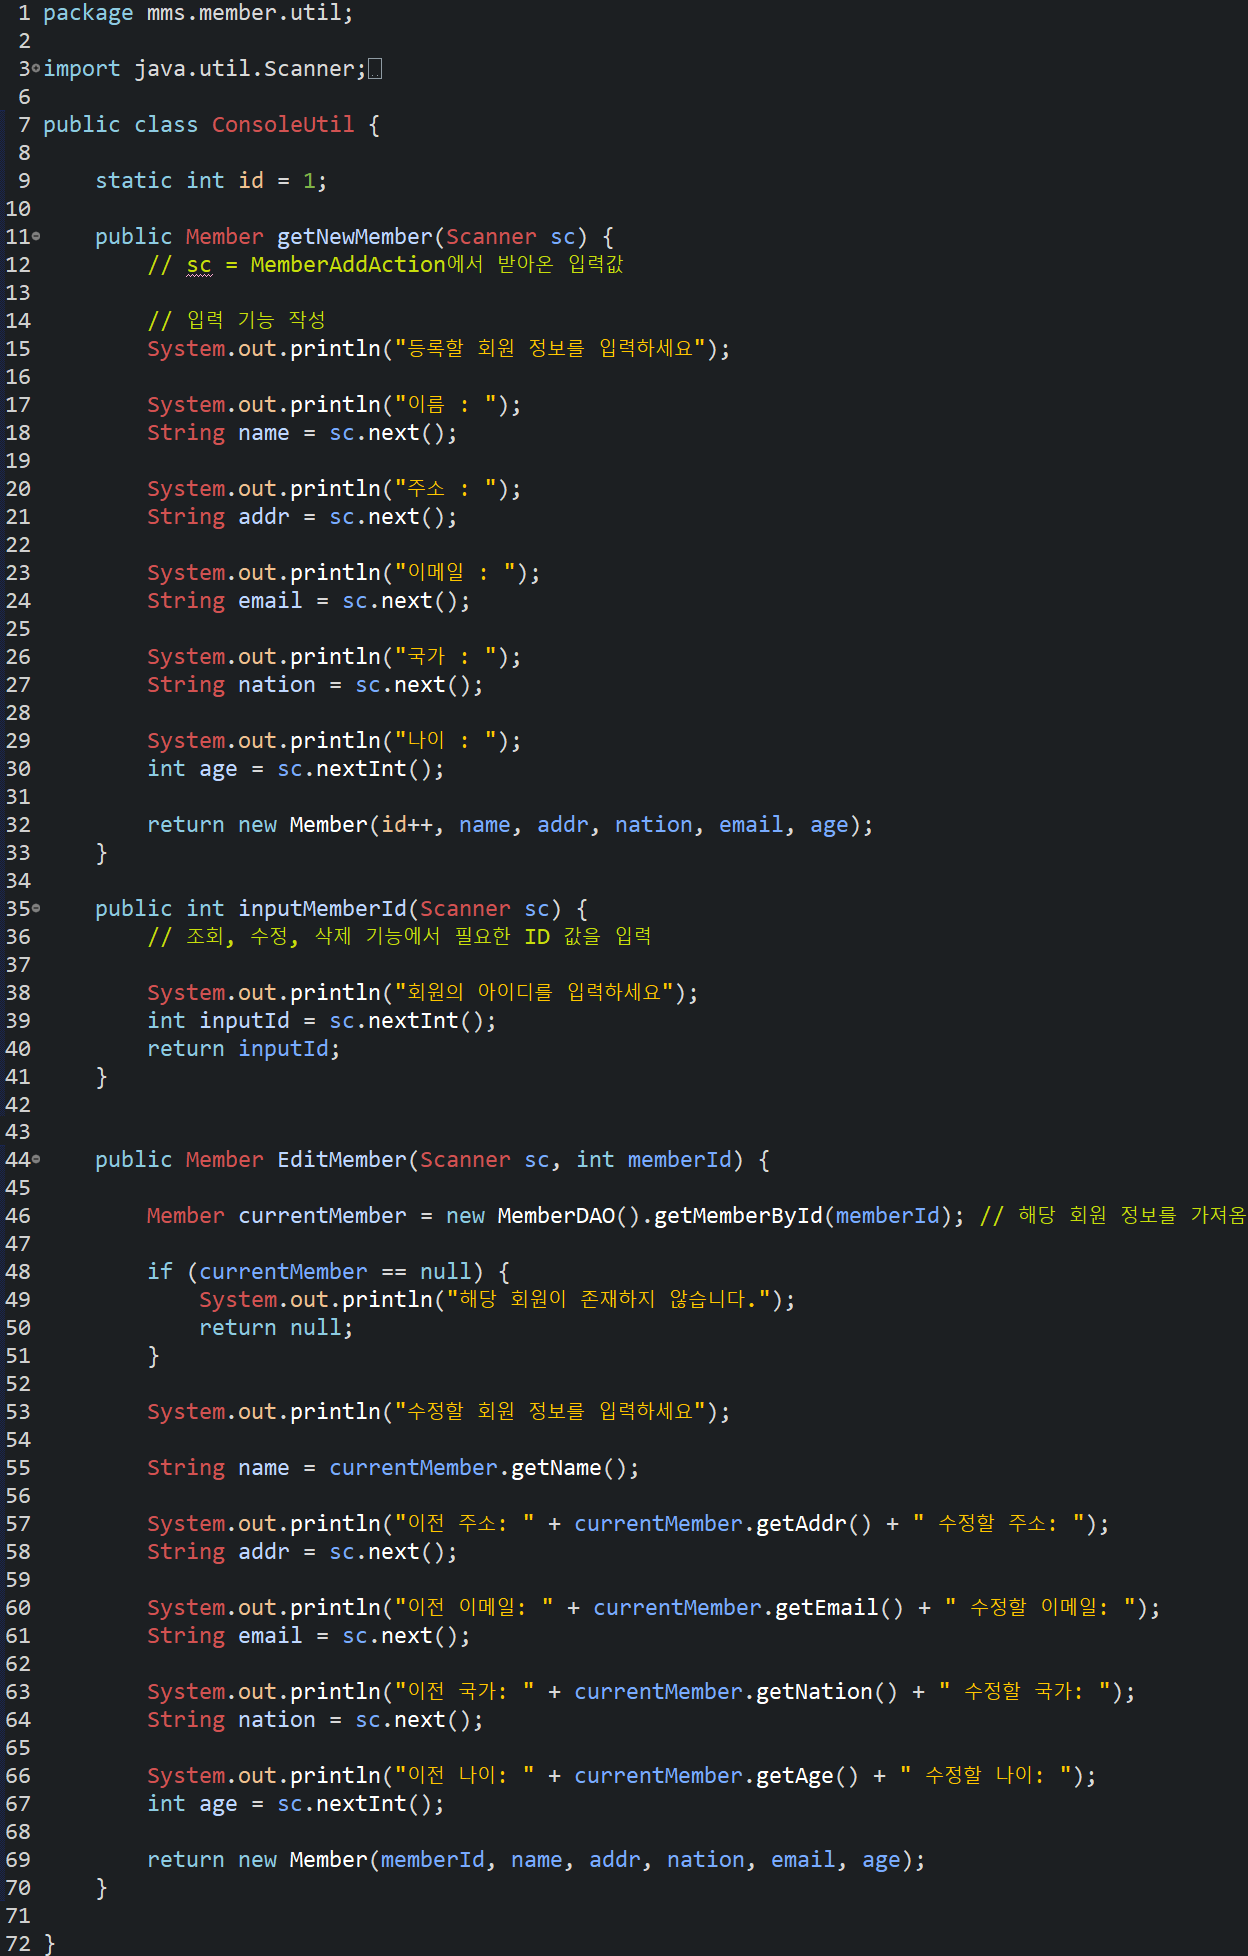 1 package mms.member.util;
2
3 import java.util.Scanner;
6
7 public class ConsoleUtil {
8
9     static int id = 1;
10
11     public Member getNewMember(Scanner sc) {
12         // sc = MemberAddAction에서 받아온 입력값
13
14         // 입력 기능 작성
15         System.out.println("등록할 회원 정보를 입력하세요");
16
17         System.out.println("이름 : ");
18         String name = sc.next();
19
20         System.out.println("주소 : ");
21         String addr = sc.next();
22
23         System.out.println("이메일 : ");
24         String email = sc.next();
25
26         System.out.println("국가 : ");
27         String nation = sc.next();
28
29         System.out.println("나이 : ");
30         int age = sc.nextInt();
31
32         return new Member(id++, name, addr, nation, email, age);
33     }
34
35     public int inputMemberId(Scanner sc) {
36         // 조회, 수정, 삭제 기능에서 필요한 ID 값을 입력
37
38         System.out.println("회원의 아이디를 입력하세요");
39         int inputId = sc.nextInt();
40         return inputId;
41     }
42
43
44     public Member EditMember(Scanner sc, int memberId) {
45
46         Member currentMember = new MemberDAO().getMemberById(memberId); // 해당 회원 정보를 가져옴
47
48         if (currentMember == null) {
49             System.out.println("해당 회원이 존재하지 않습니다.");
50             return null;
51         }
52
53         System.out.println("수정할 회원 정보를 입력하세요");
54
55         String name = currentMember.getName();
56
57         System.out.println("이전 주소: " + currentMember.getAddr() + " 수정할 주소: ");
58         String addr = sc.next();
59
60         System.out.println("이전 이메일: " + currentMember.getEmail() + " 수정할 이메일: ");
61         String email = sc.next();
62
63         System.out.println("이전 국가: " + currentMember.getNation() + " 수정할 국가: ");
64         String nation = sc.next();
65
66         System.out.println("이전 나이: " + currentMember.getAge() + " 수정할 나이: ");
67         int age = sc.nextInt();
68
69         return new Member(memberId, name, addr, nation, email, age);
70     }
71
72 }